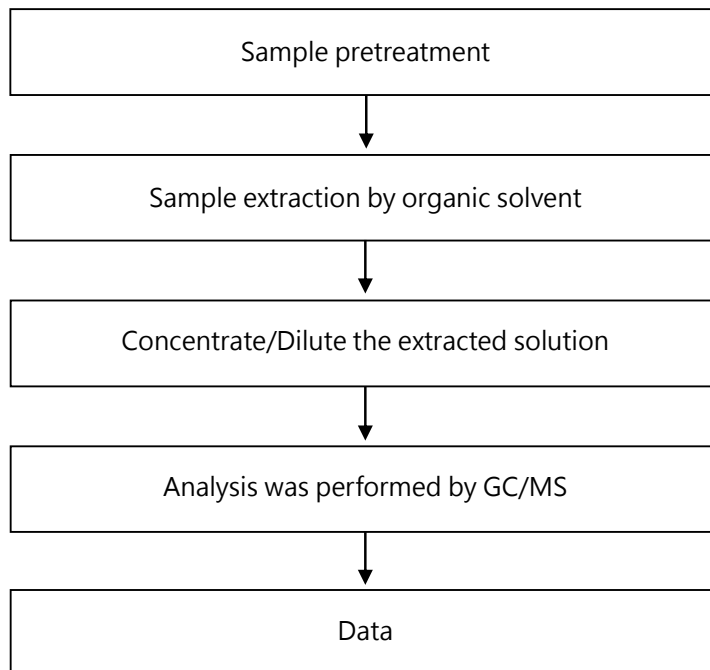 Sample pretreatment
Sample extraction by organic solvent
Concentrate/Dilute the extracted solution
Analysis was performed by GC/MS
Data